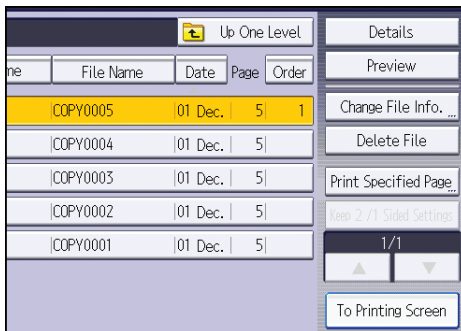 Up One Level
Details
me File Name Date Page Order
Preview
COPY0005 01 Dec. 5 1
Change File Info.
COPY0004 01 Dec. 5
Delete File
COPY0003 01 Dec. 5
Print Specified Page
COPY0002 01 Dec. 5
Keep 2 /1 Sided Settings
COPY0001 01 Dec. 5
1/1
To Printing Screen